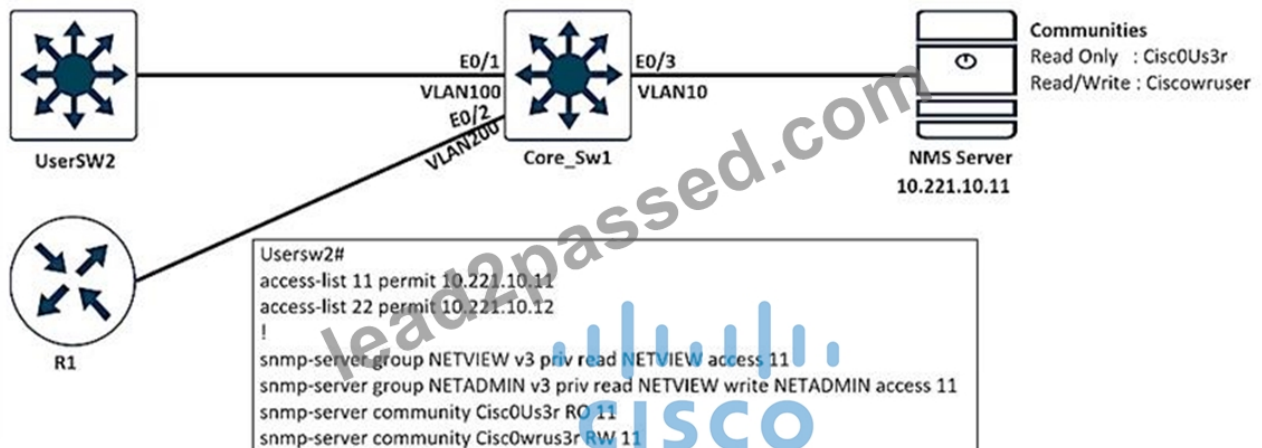 UserSW2
E0/1
VLAN100
E0/2
VLAN200
Core_Sw1
E0/3
VLAN10
NMS Server
10.221.10.11
Communities
Read Only : Cisc0Us3r
Read/Write : Ciscowruser
R1
Usersw2#
access-list 11 permit 10.221.10.11
access-list 22 permit 10.221.10.12
!
snmp-server group NETVIEW v3 priv read NETVIEW access 11
snmp-server group NETADMIN v3 priv read NETVIEW write NETADMIN access 11
snmp-server community Cisc0Us3r RO 11
snmp-server community Cisc0wrus3r RW 11
lead2passed.com
CISCO